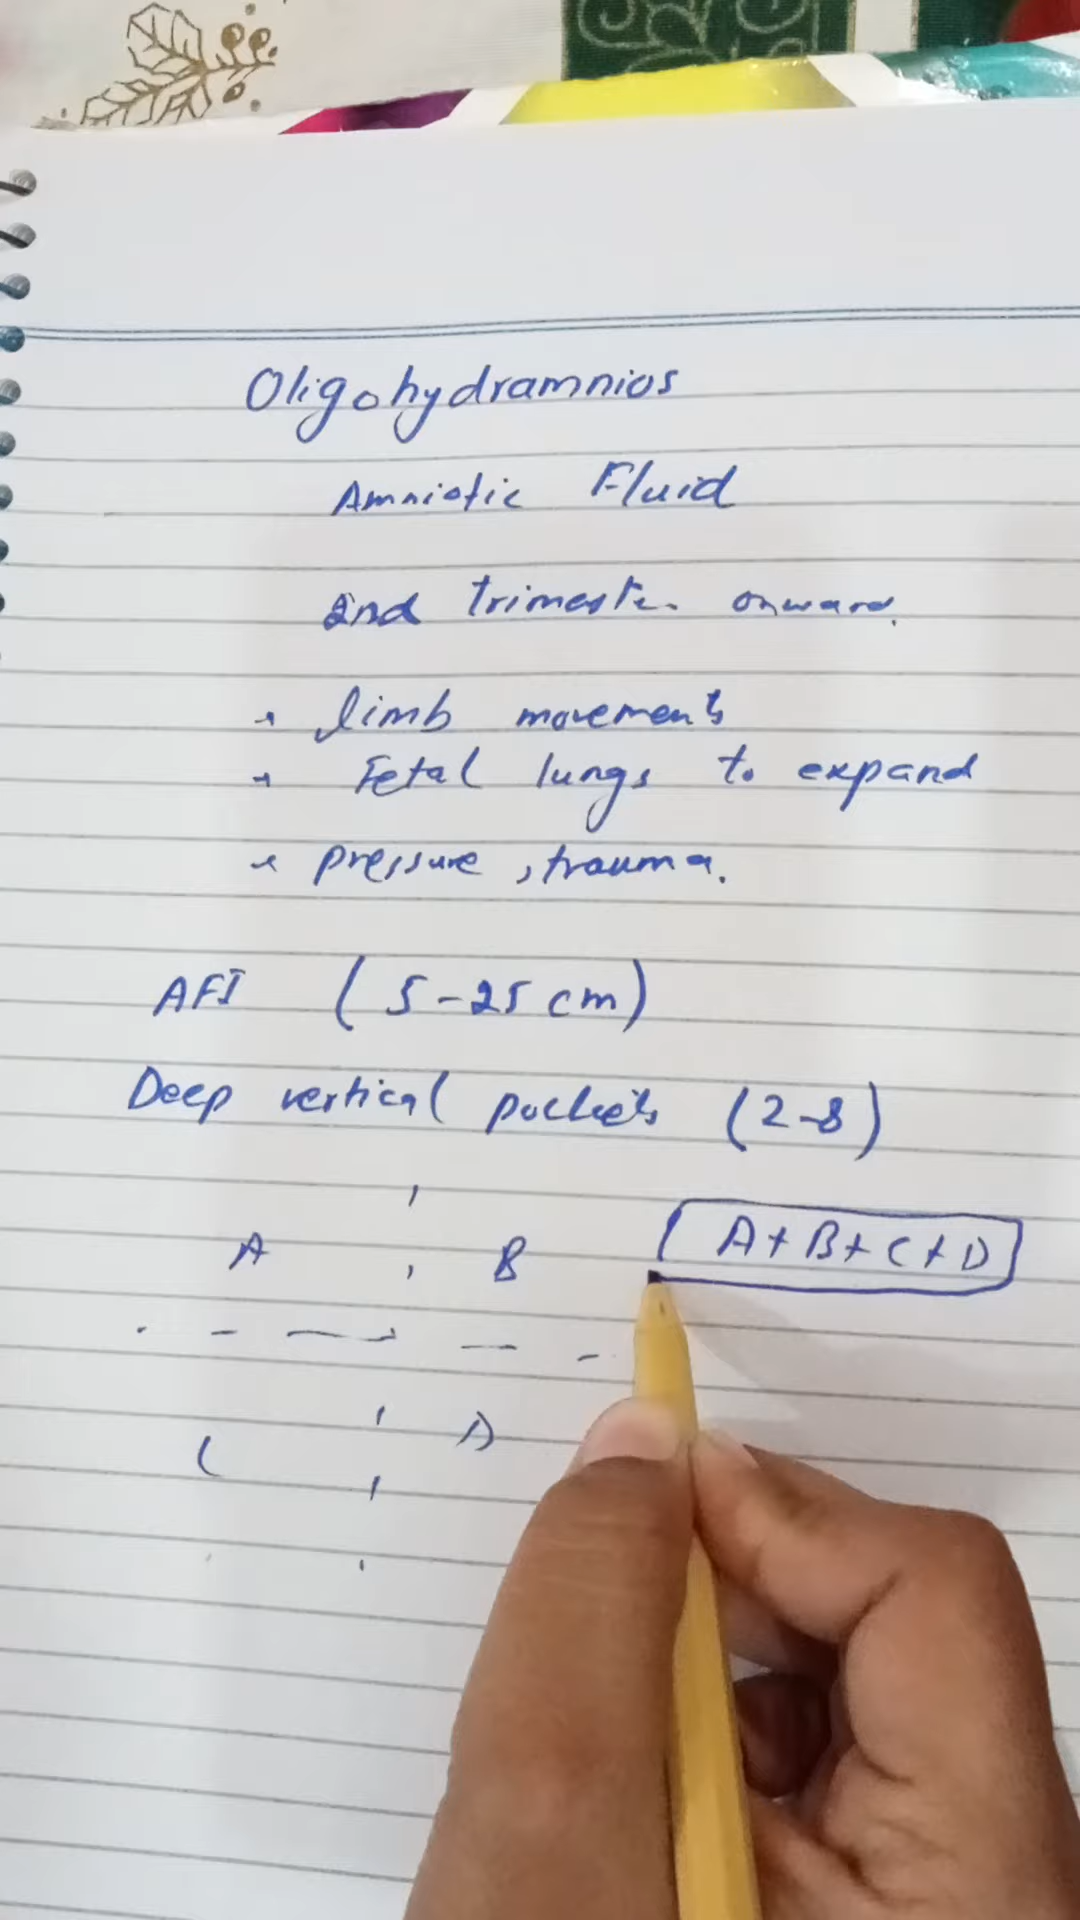 Oligohydramnios
Amniotic Fluid
2nd trimester onward.
limb movements
Fetal lungs to expand
pressure, trauma.
AFI (5-25 cm)
Deep vertical pockets (2-8)
A B A+B+C+D
C D